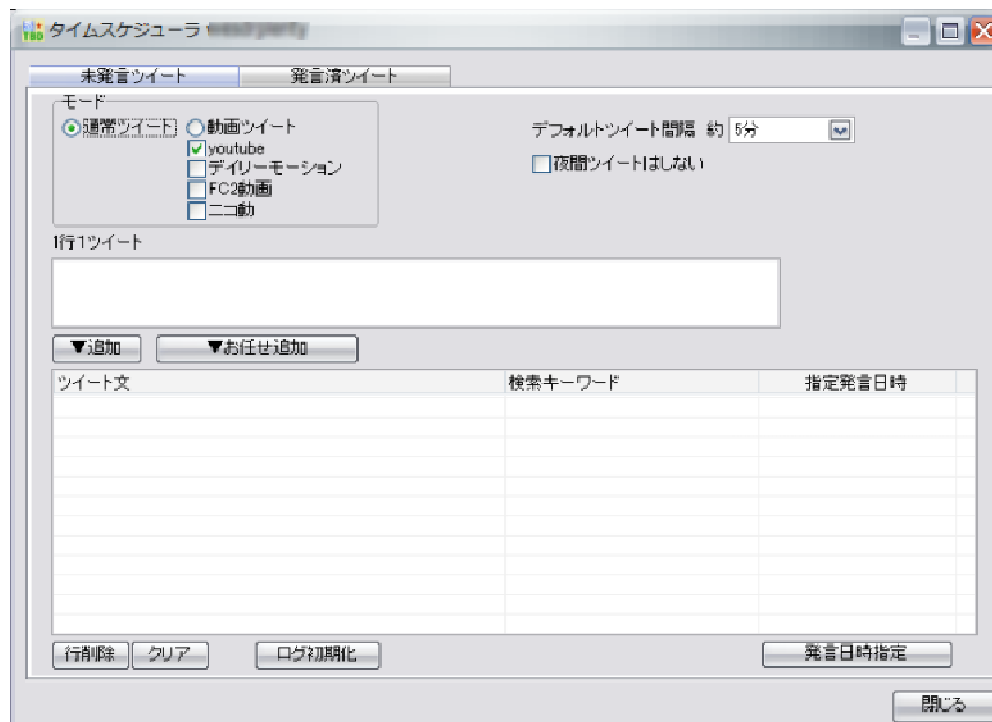 タイムスケジューラ
未発言ツイート 発言済ツイート
モード
通常ツイート 動画ツイート
youtube
デイリーモーション
FC2動画
ニコ動
デフォルトツイート間隔 約 5分
夜間ツイートはしない
1行1ツイート
▼追加 ▼お任せ追加
ツイート文 検索キーワード 指定発言日時
行削除 クリア ログ初期化 発言日時指定
閉じる